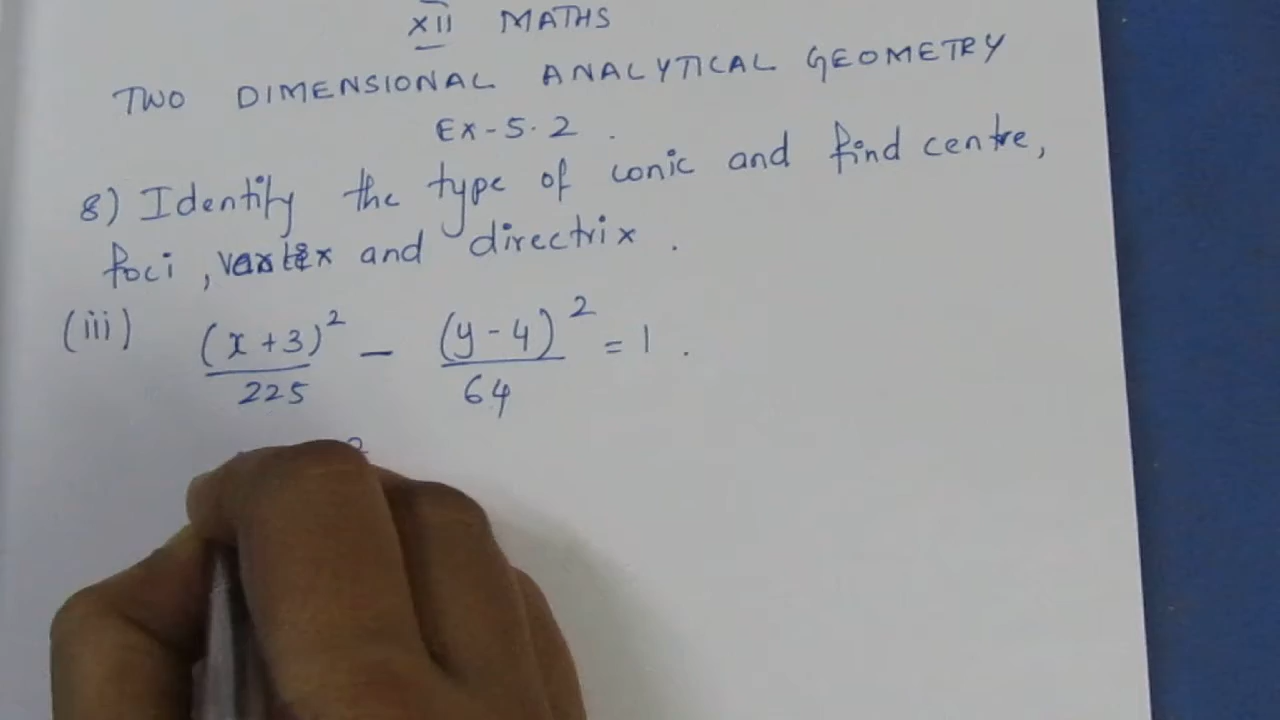 XII MATHS
TWO DIMENSIONAL ANALYTICAL GEOMETRY
Ex-5.2.
8) Identify the type of conic and find centre,
foci, vertex and directrix.
(iii) (x+3)²/225 - (y-4)²/64 = 1.